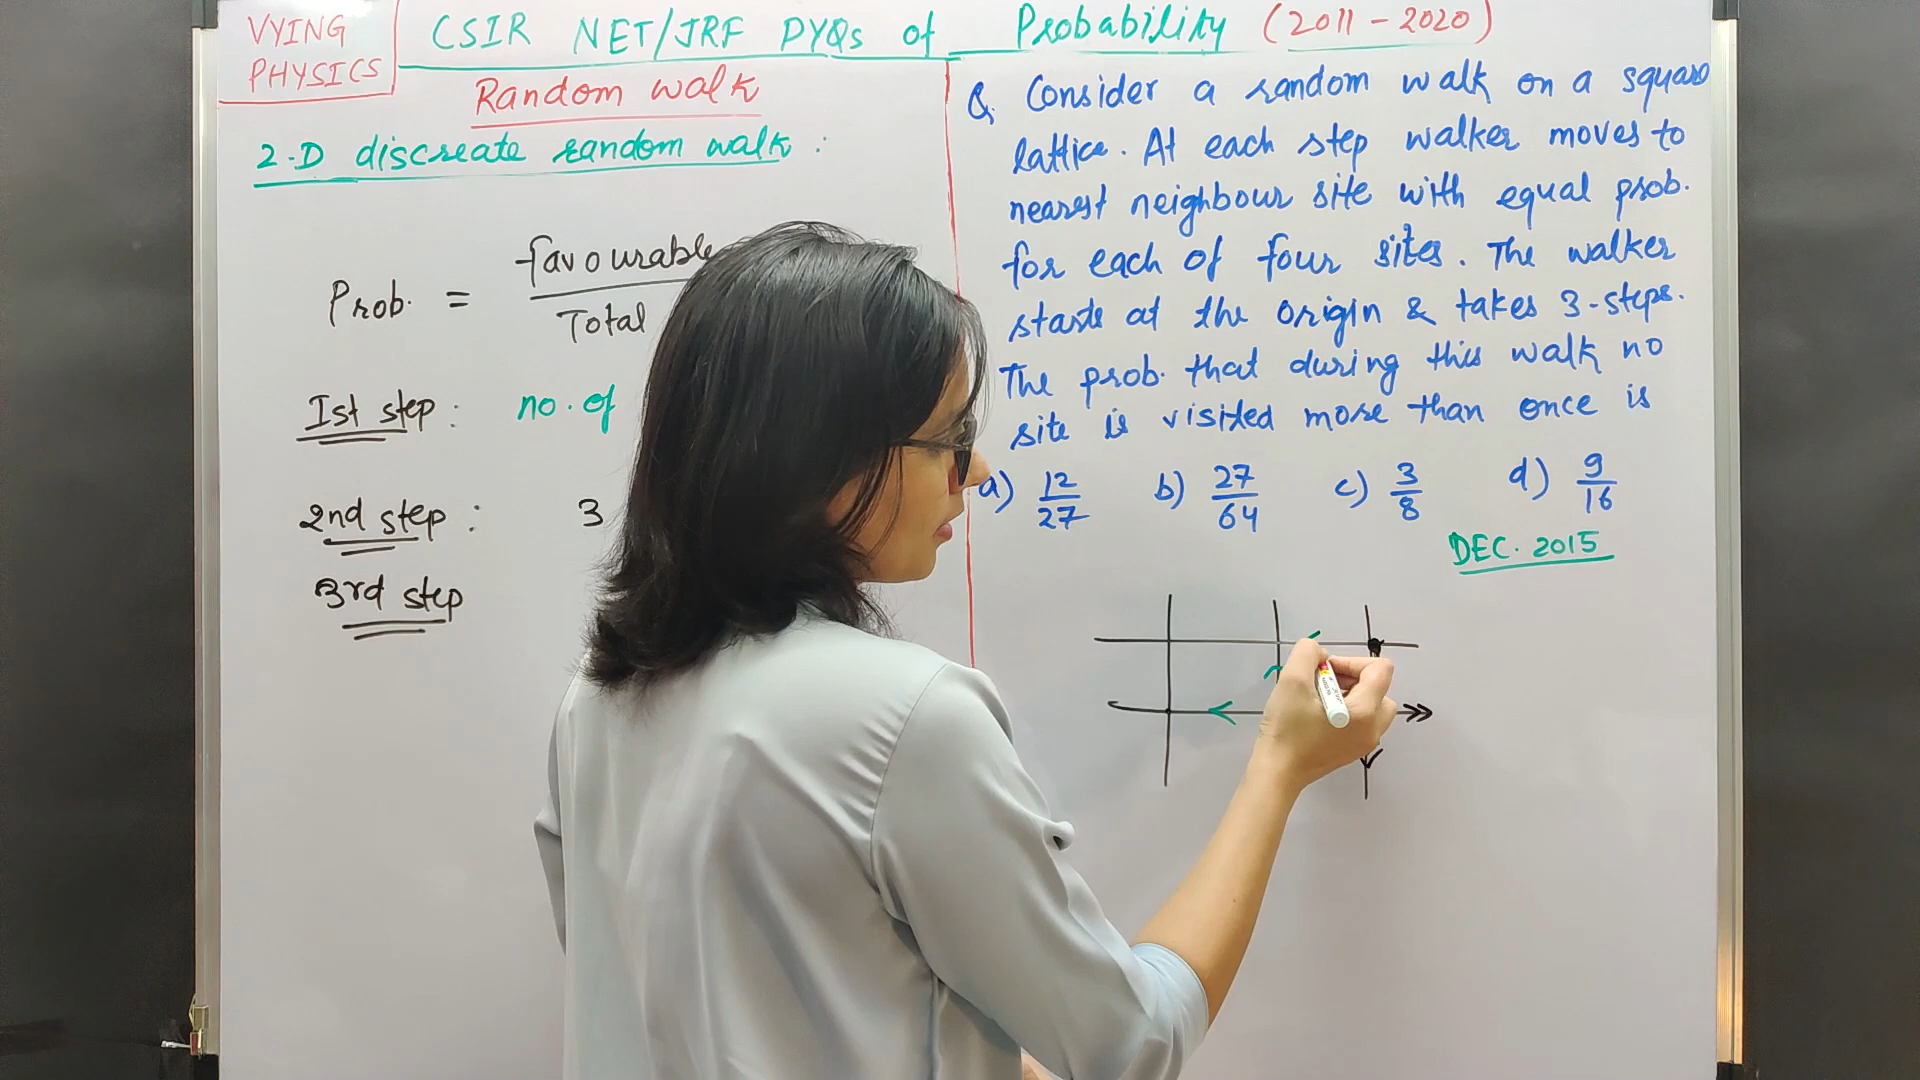 VYING
PHYSICS
CSIR NET/JRF PYQs of Probability (2011-2020)
Random walk
2-D discreate random walk :
Prob. = favourable
Total
Ist step : no. of
2nd step : 3
3rd step
Q. Consider a random walk on a square
lattice. At each step walker moves to
nearest neighbour site with equal prob.
for each of four sites. The walker
starts at the origin & takes 3-steps.
The prob. that during this walk no
site is visited more than once is
a) 12/27 b) 27/64 c) 3/8 d) 9/16
DEC. 2015